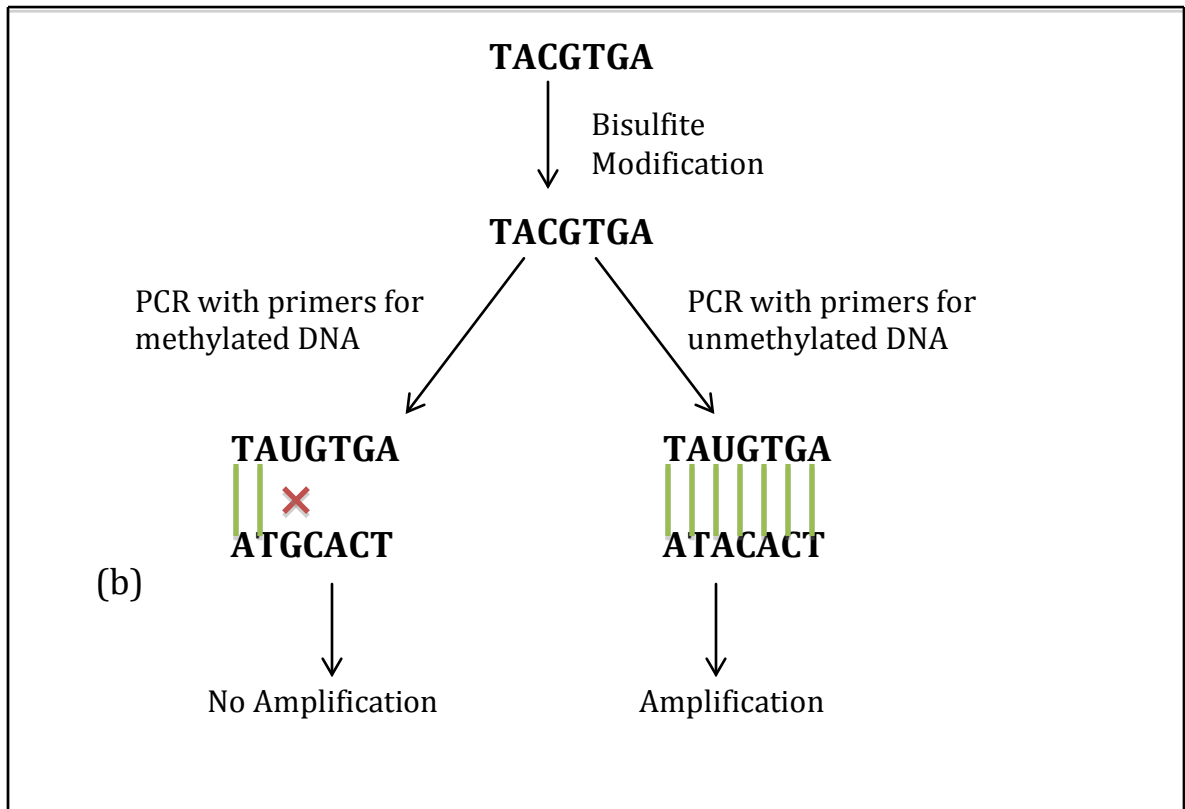 TACGTGA
Bisulfite
Modification
TACGTGA
PCR with primers for
methylated DNA
PCR with primers for
unmethylated DNA
TAUGTGA
ATGCACT
TAUGTGA
ATACACT
(b)
No Amplification
Amplification